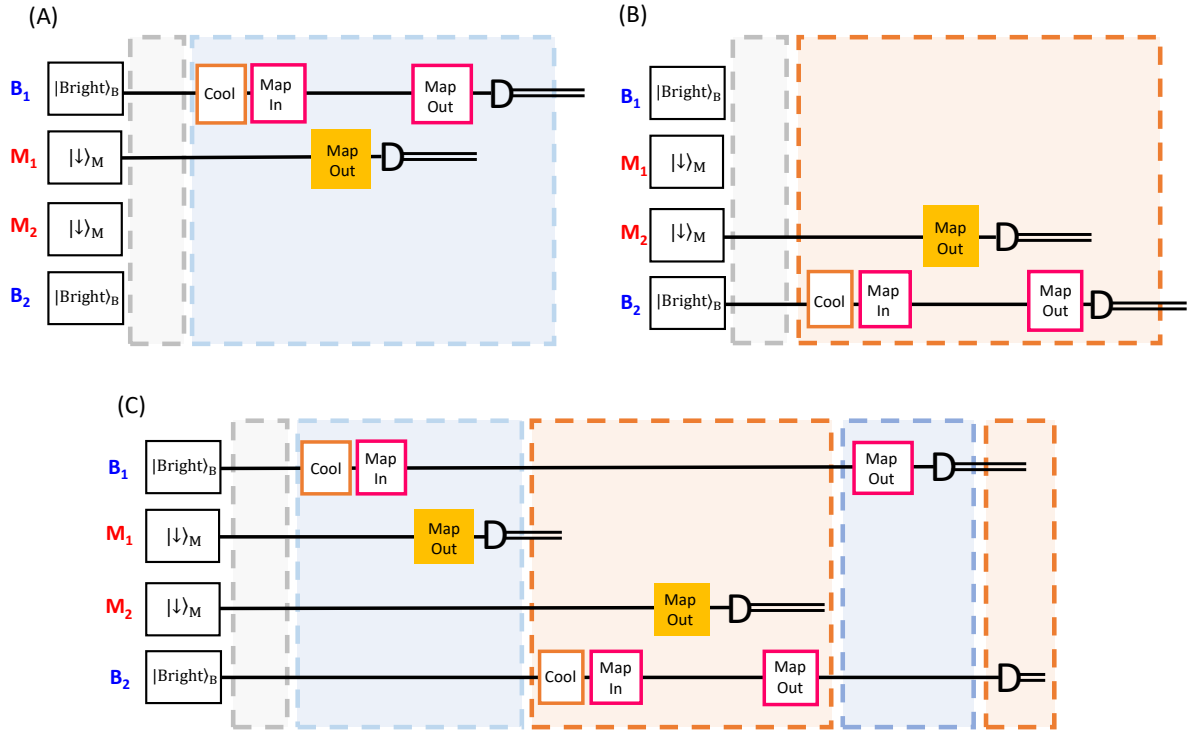 (A)
B₁ |Bright⟩B Cool Map In Map Out
M₁ |↓⟩M Map Out
M₂ |↓⟩M
B₂ |Bright⟩B
(B)
B₁ |Bright⟩B
M₁ |↓⟩M
M₂ |↓⟩M Map Out
B₂ |Bright⟩B Cool Map In Map Out
(C)
B₁ |Bright⟩B Cool Map In Map Out
M₁ |↓⟩M Map Out
M₂ |↓⟩M Map Out
B₂ |Bright⟩B Cool Map In Map Out